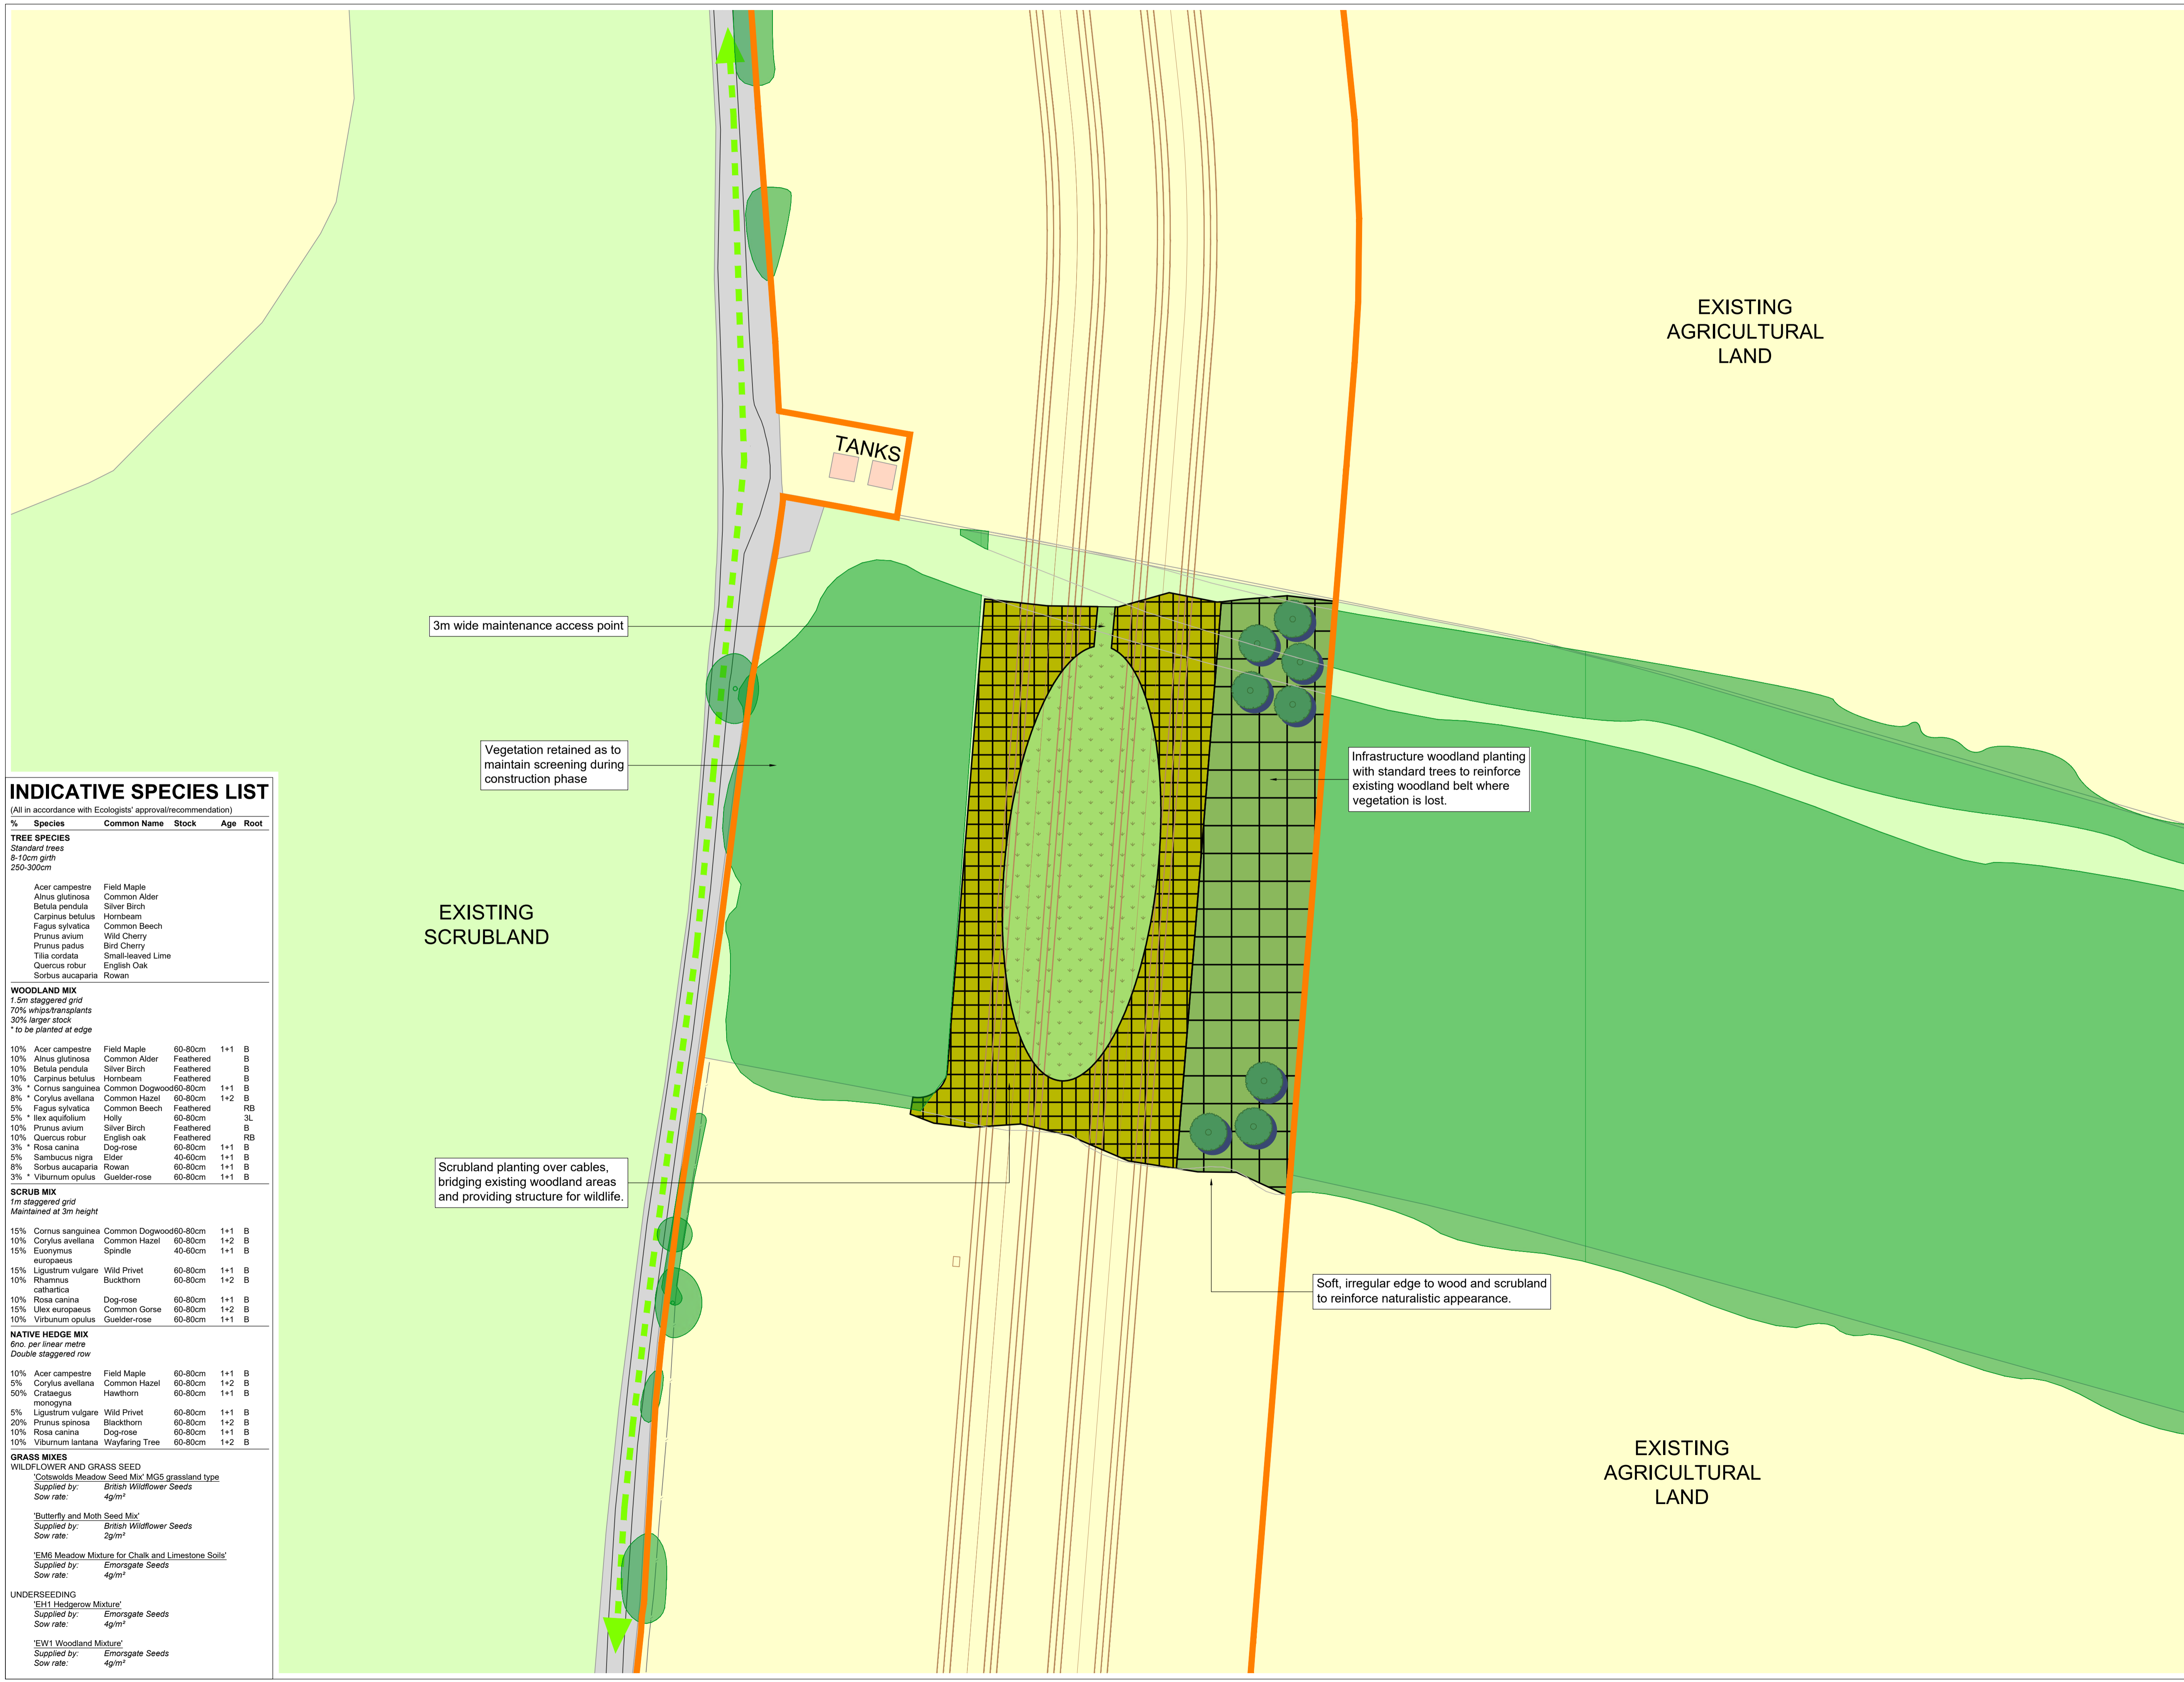 EXISTING
AGRICULTURAL
LAND
TANKS
3m wide maintenance access point
Vegetation retained as to
maintain screening during
construction phase
Infrastructure woodland planting
with standard trees to reinforce
existing woodland belt where
vegetation is lost.
EXISTING
SCRUBLAND
Scrubland planting over cables,
bridging existing woodland areas
and providing structure for wildlife.
Soft, irregular edge to wood and scrubland
to reinforce naturalistic appearance.
EXISTING
AGRICULTURAL
LAND
INDICATIVE SPECIES LIST
(All in accordance with Ecologists' approval/recommendation)
% Species Common Name Stock Age Root
TREE SPECIES
Standard trees
8-10cm girth
250-300cm
Acer campestre Field Maple
Alnus glutinosa Common Alder
Betula pendula Silver Birch
Carpinus betulus Hornbeam
Fagus sylvatica Common Beech
Prunus avium Wild Cherry
Prunus padus Bird Cherry
Tilia cordata Small-leaved Lime
Quercus robur English Oak
Sorbus aucaparia Rowan
WOODLAND MIX
1.5m staggered grid
70% whips/transplants
30% larger stock
* to be planted at edge
10% Acer campestre Field Maple 60-80cm 1+1 B
10% Alnus glutinosa Common Alder Feathered B
10% Betula pendula Silver Birch Feathered B
10% Carpinus betulus Hornbeam Feathered B
3% * Cornus sanguinea Common Dogwood 60-80cm 1+1 B
8% * Corylus avellana Common Hazel 60-80cm 1+2 B
5% Fagus sylvatica Common Beech Feathered RB
5% * Ilex aquifolium Holly 60-80cm 3L
10% Prunus avium Silver Birch Feathered B
10% Quercus robur English oak Feathered RB
3% * Rosa canina Dog-rose 60-80cm 1+1 B
5% Sambucus nigra Elder 40-60cm 1+1 B
8% Sorbus aucaparia Rowan 60-80cm 1+1 B
3% * Viburnum opulus Guelder-rose 60-80cm 1+1 B
SCRUB MIX
1m staggered grid
Maintained at 3m height
15% Cornus sanguinea Common Dogwood 60-80cm 1+1 B
10% Corylus avellana Common Hazel 60-80cm 1+2 B
15% Euonymus Spindle 40-60cm 1+1 B
europaeus
15% Ligustrum vulgare Wild Privet 60-80cm 1+1 B
10% Rhamnus Buckthorn 60-80cm 1+2 B
cathartica
10% Rosa canina Dog-rose 60-80cm 1+1 B
15% Ulex europaeus Common Gorse 60-80cm 1+2 B
10% Virbunum opulus Guelder-rose 60-80cm 1+1 B
NATIVE HEDGE MIX
6no. per linear metre
Double staggered row
10% Acer campestre Field Maple 60-80cm 1+1 B
5% Corylus avellana Common Hazel 60-80cm 1+2 B
50% Crataegus Hawthorn 60-80cm 1+1 B
monogyna
5% Ligustrum vulgare Wild Privet 60-80cm 1+1 B
20% Prunus spinosa Blackthorn 60-80cm 1+2 B
10% Rosa canina Dog-rose 60-80cm 1+1 B
10% Viburnum lantana Wayfaring Tree 60-80cm 1+2 B
GRASS MIXES
WILDFLOWER AND GRASS SEED
'Cotswolds Meadow Seed Mix' MG5 grassland type
Supplied by: British Wildflower Seeds
Sow rate: 4g/m²
'Butterfly and Moth Seed Mix'
Supplied by: British Wildflower Seeds
Sow rate: 2g/m²
'EM6 Meadow Mixture for Chalk and Limestone Soils'
Supplied by: Emorsgate Seeds
Sow rate: 4g/m²
UNDERSEEDING
'EH1 Hedgerow Mixture'
Supplied by: Emorsgate Seeds
Sow rate: 4g/m²
'EW1 Woodland Mixture'
Supplied by: Emorsgate Seeds
Sow rate: 4g/m²